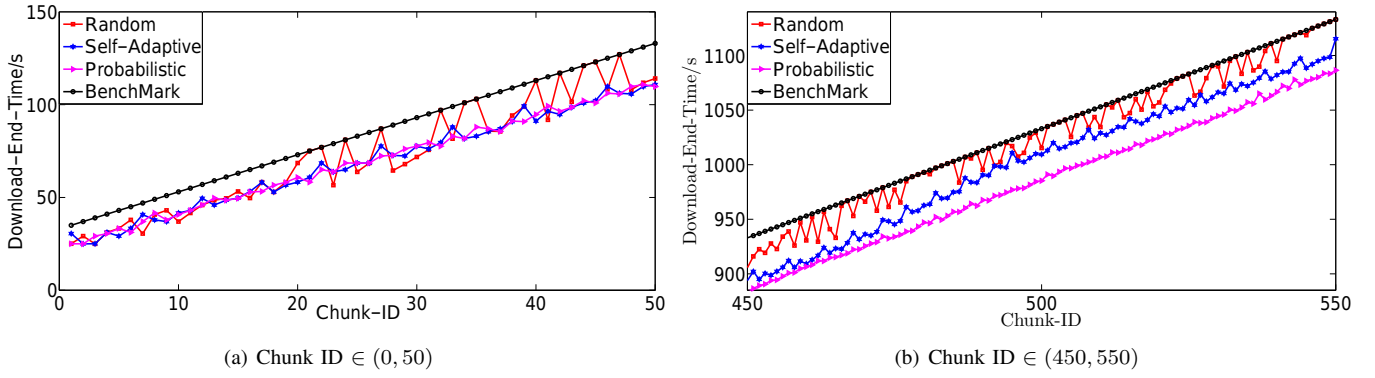 150
100
50
0
Download-End-Time/s
Random
Self-Adaptive
Probabilistic
BenchMark
0 10 20 30 40 50
Chunk-ID
(a) Chunk ID ∈ (0, 50)
1100
1050
1000
950
900
Download-End-Time/s
Random
Self-Adaptive
Probabilistic
BenchMark
450 500 550
Chunk-ID
(b) Chunk ID ∈ (450, 550)